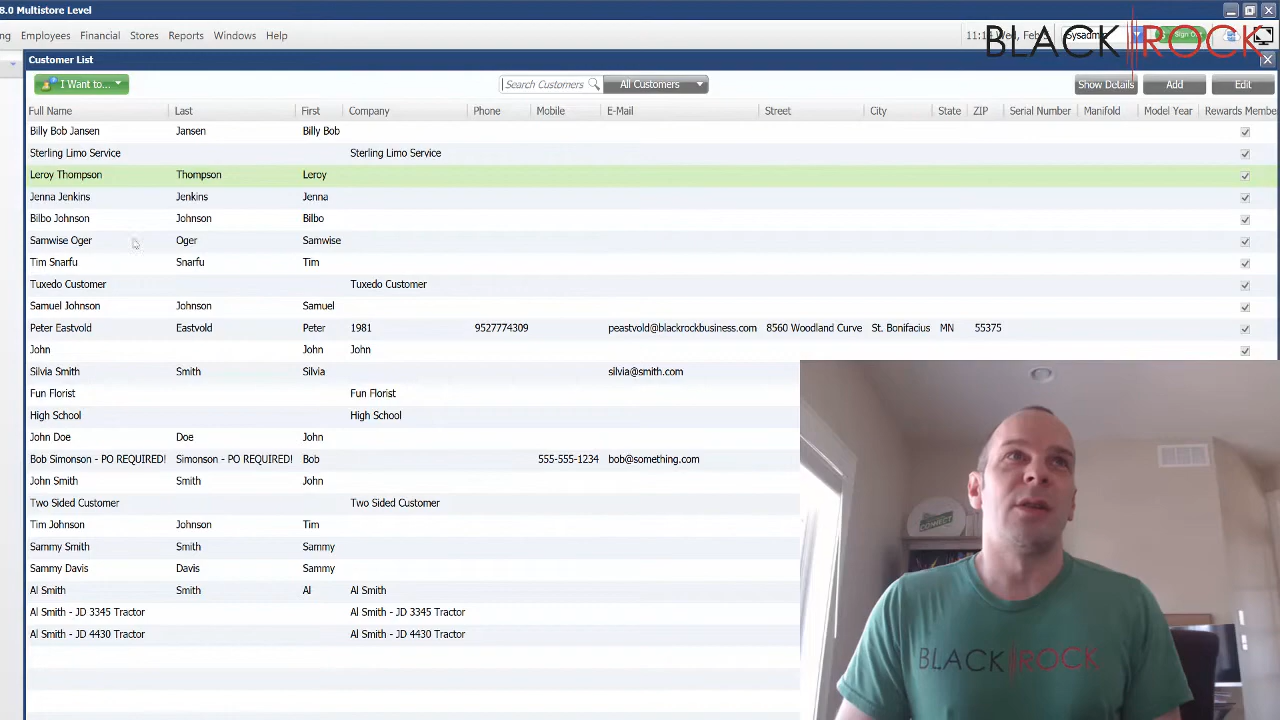 8.0 Multistore Level
ng Employees Financial Stores Reports Windows Help Sysadmin Sign Off
BLACK ROCK
Customer List
I Want to... Search Customers All Customers Show Details Add Edit
Full Name Last First Company Phone Mobile E-Mail Street City State ZIP Serial Number Manifold Model Year Rewards Membe
Billy Bob Jansen Jansen Billy Bob
Sterling Limo Service Sterling Limo Service
Leroy Thompson Thompson Leroy
Jenna Jenkins Jenkins Jenna
Bilbo Johnson Johnson Bilbo
Samwise Oger Oger Samwise
Tim Snarfu Snarfu Tim
Tuxedo Customer Tuxedo Customer
Samuel Johnson Johnson Samuel
Peter Eastvold Eastvold Peter 1981 9527774309 peastvold@blackrockbusiness.com 8560 Woodland Curve St. Bonifacius MN 55375
John John John
Silvia Smith Smith Silvia silvia@smith.com
Fun Florist Fun Florist
High School High School
John Doe Doe John
Bob Simonson - PO REQUIRED! Simonson - PO REQUIRED! Bob 555-555-1234 bob@something.com
John Smith Smith John
Two Sided Customer Two Sided Customer
Tim Johnson Johnson Tim
Sammy Smith Smith Sammy
Sammy Davis Davis Sammy
Al Smith Smith Al Al Smith
Al Smith - JD 3345 Tractor Al Smith - JD 3345 Tractor
Al Smith - JD 4430 Tractor Al Smith - JD 4430 Tractor
CONNECT
BLACK ROCK